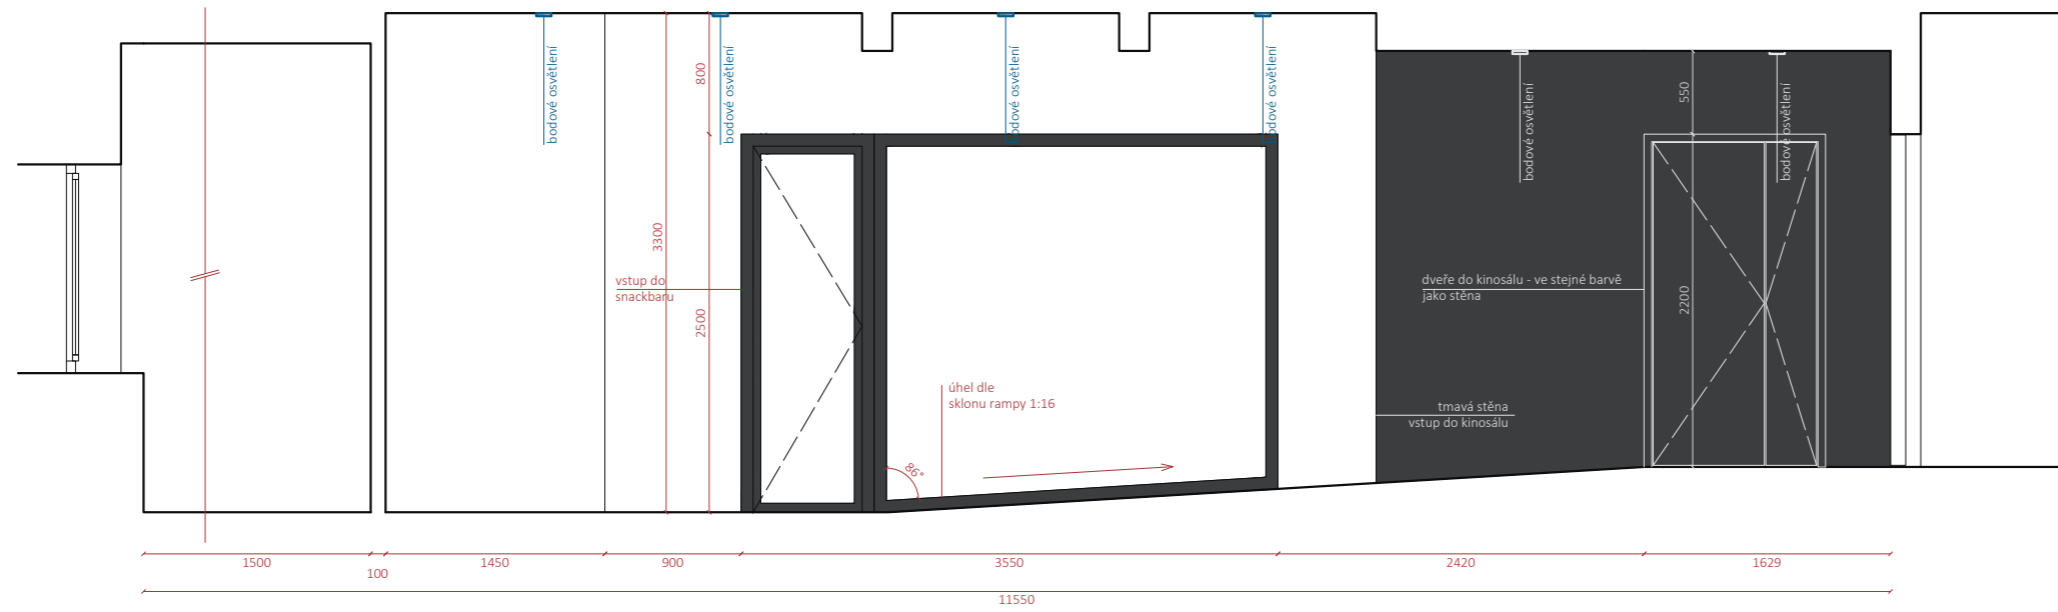 bodové osvětlení
bodové osvětlení
bodové osvětlení
bodové osvětlení
bodové osvětlení
bodové osvětlení
800
550
3300
vstup do
snackbaru
2500
dveře do kinosálu - ve stejné barvě
jako stěna
2200
úhel dle
sklonu rampy 1:16
86°
tmavá stěna
vstup do kinosálu
1500
100
1450
900
3550
2420
1629
11550